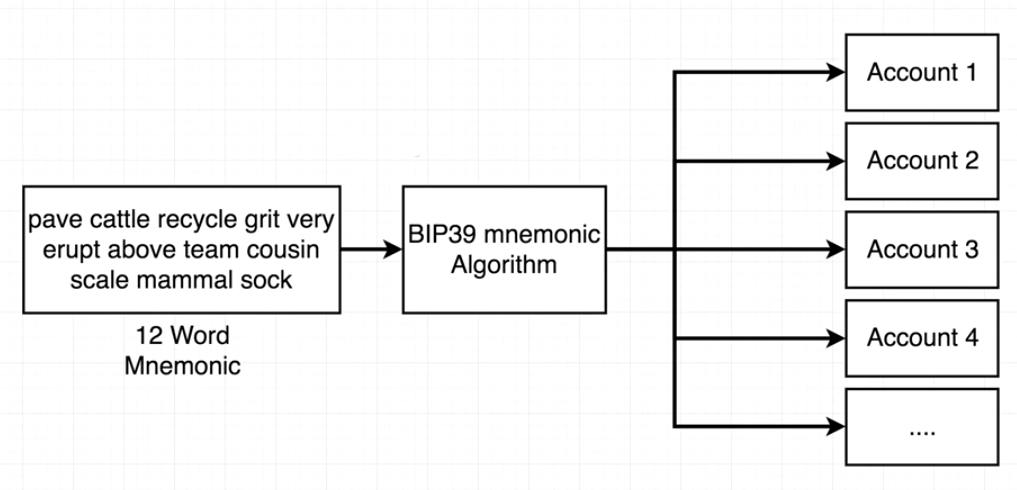 pave cattle recycle grit very
erupt above team cousin
scale mammal sock
12 Word
Mnemonic
BIP39 mnemonic
Algorithm
Account 1
Account 2
Account 3
Account 4
....